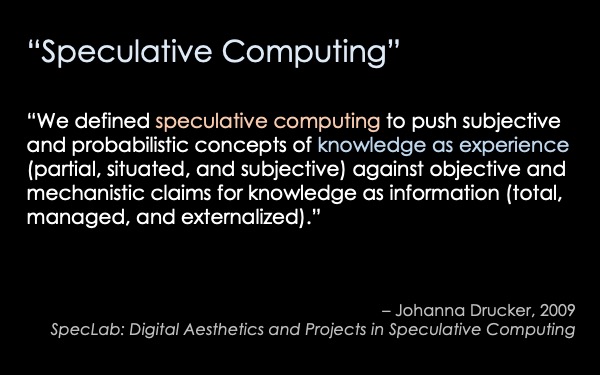 “Speculative Computing”
“We defined speculative computing to push subjective
and probabilistic concepts of knowledge as experience
(partial, situated, and subjective) against objective and
mechanistic claims for knowledge as information (total,
managed, and externalized).”
– Johanna Drucker, 2009
SpecLab: Digital Aesthetics and Projects in Speculative Computing